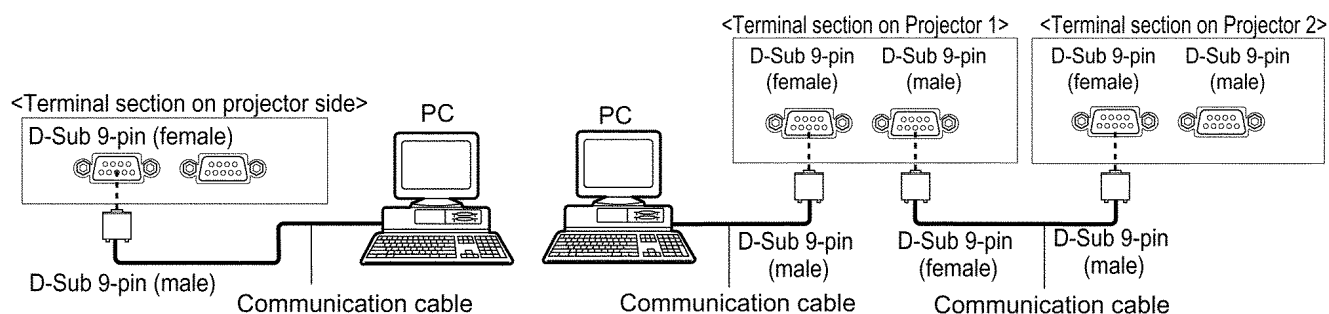 <Terminal section on projector side>
D-Sub 9-pin (female)
PC
D-Sub 9-pin (male)
Communication cable
PC
<Terminal section on Projector 1>
D-Sub 9-pin
(female)
D-Sub 9-pin
(male)
<Terminal section on Projector 2>
D-Sub 9-pin
(female)
D-Sub 9-pin
(male)
D-Sub 9-pin
(male)
D-Sub 9-pin
(female)
D-Sub 9-pin
(male)
Communication cable
Communication cable